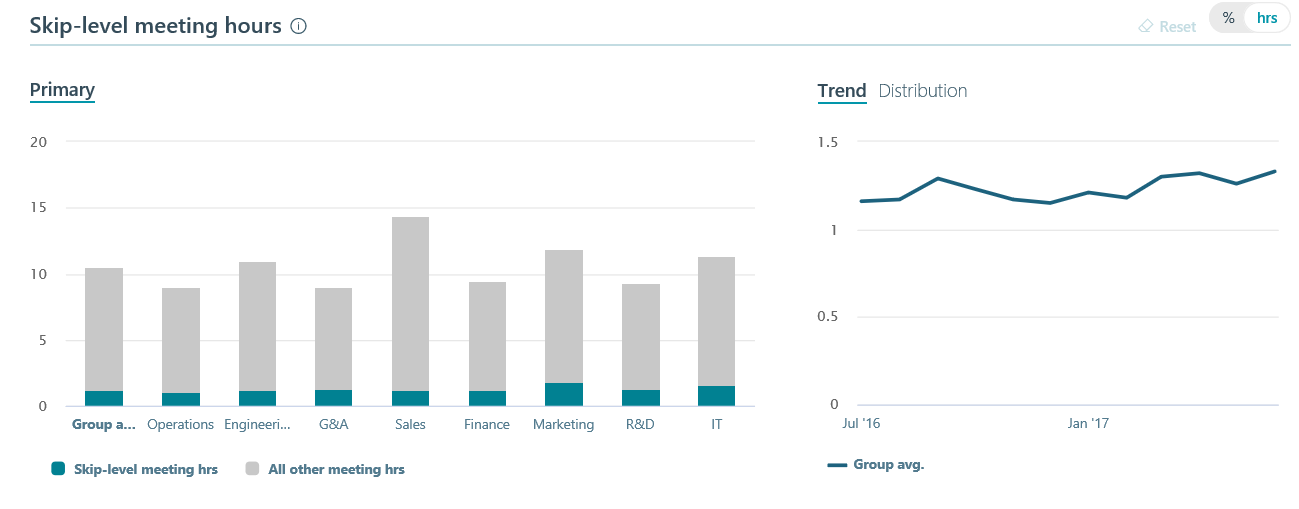 Skip-level meeting hours
Reset
% hrs
Primary
Trend Distribution
20
15
10
5
0
Group a... Operations Engineeri... G&A Sales Finance Marketing R&D IT
Skip-level meeting hrs All other meeting hrs
1.5
1
0.5
0
Jul '16 Jan '17
Group avg.